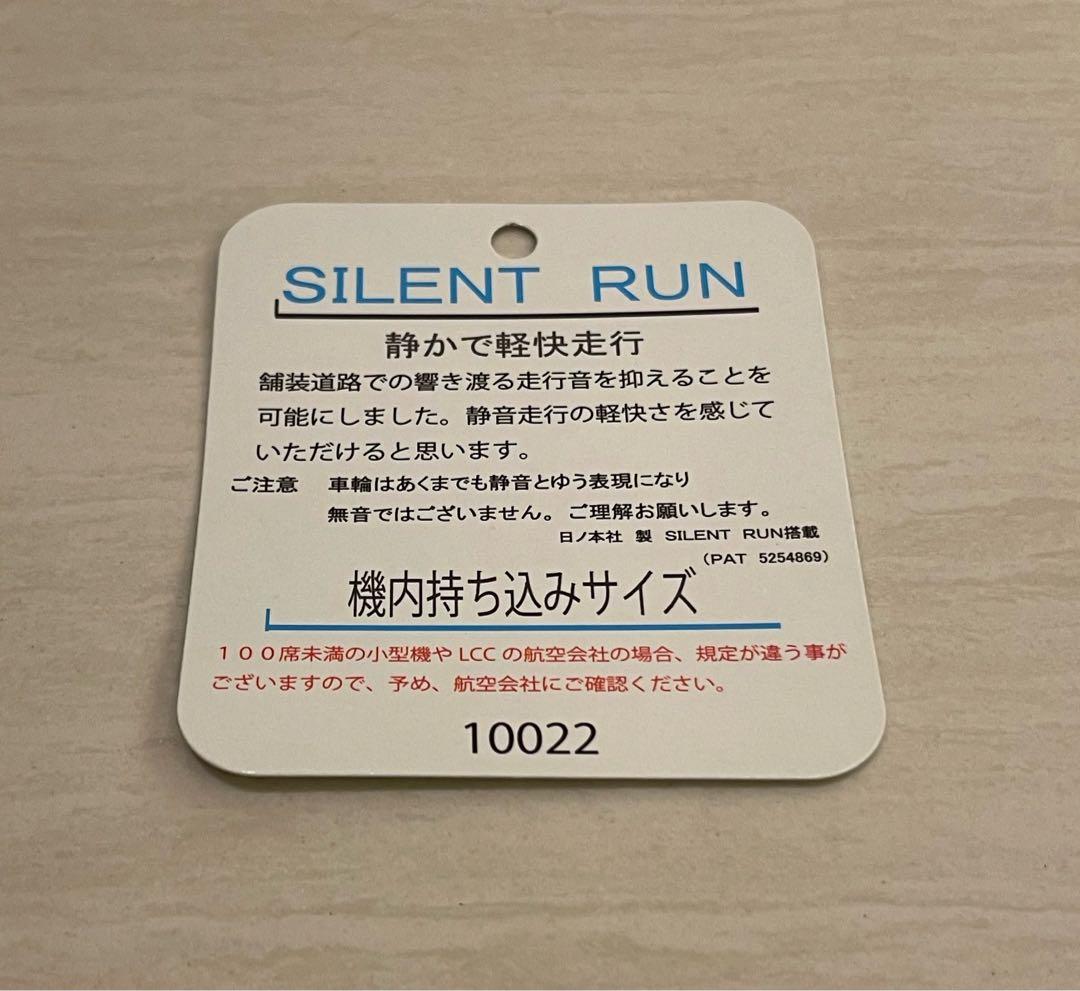 SILENT RUN
静かで軽快走行
舗装道路での響き渡る走行音を抑えることを
可能にしました。静音走行の軽快さを感じて
いただけると思います。
ご注意　車輪はあくまでも静音とゆう表現になり
無音ではございません。ご理解お願いします。
日ノ本社 製 SILENT RUN搭載
（PAT 5254869）
機内持ち込みサイズ
１００席未満の小型機や LCC の航空会社の場合、規定が違う事が
ございますので、予め、航空会社にご確認ください。
10022